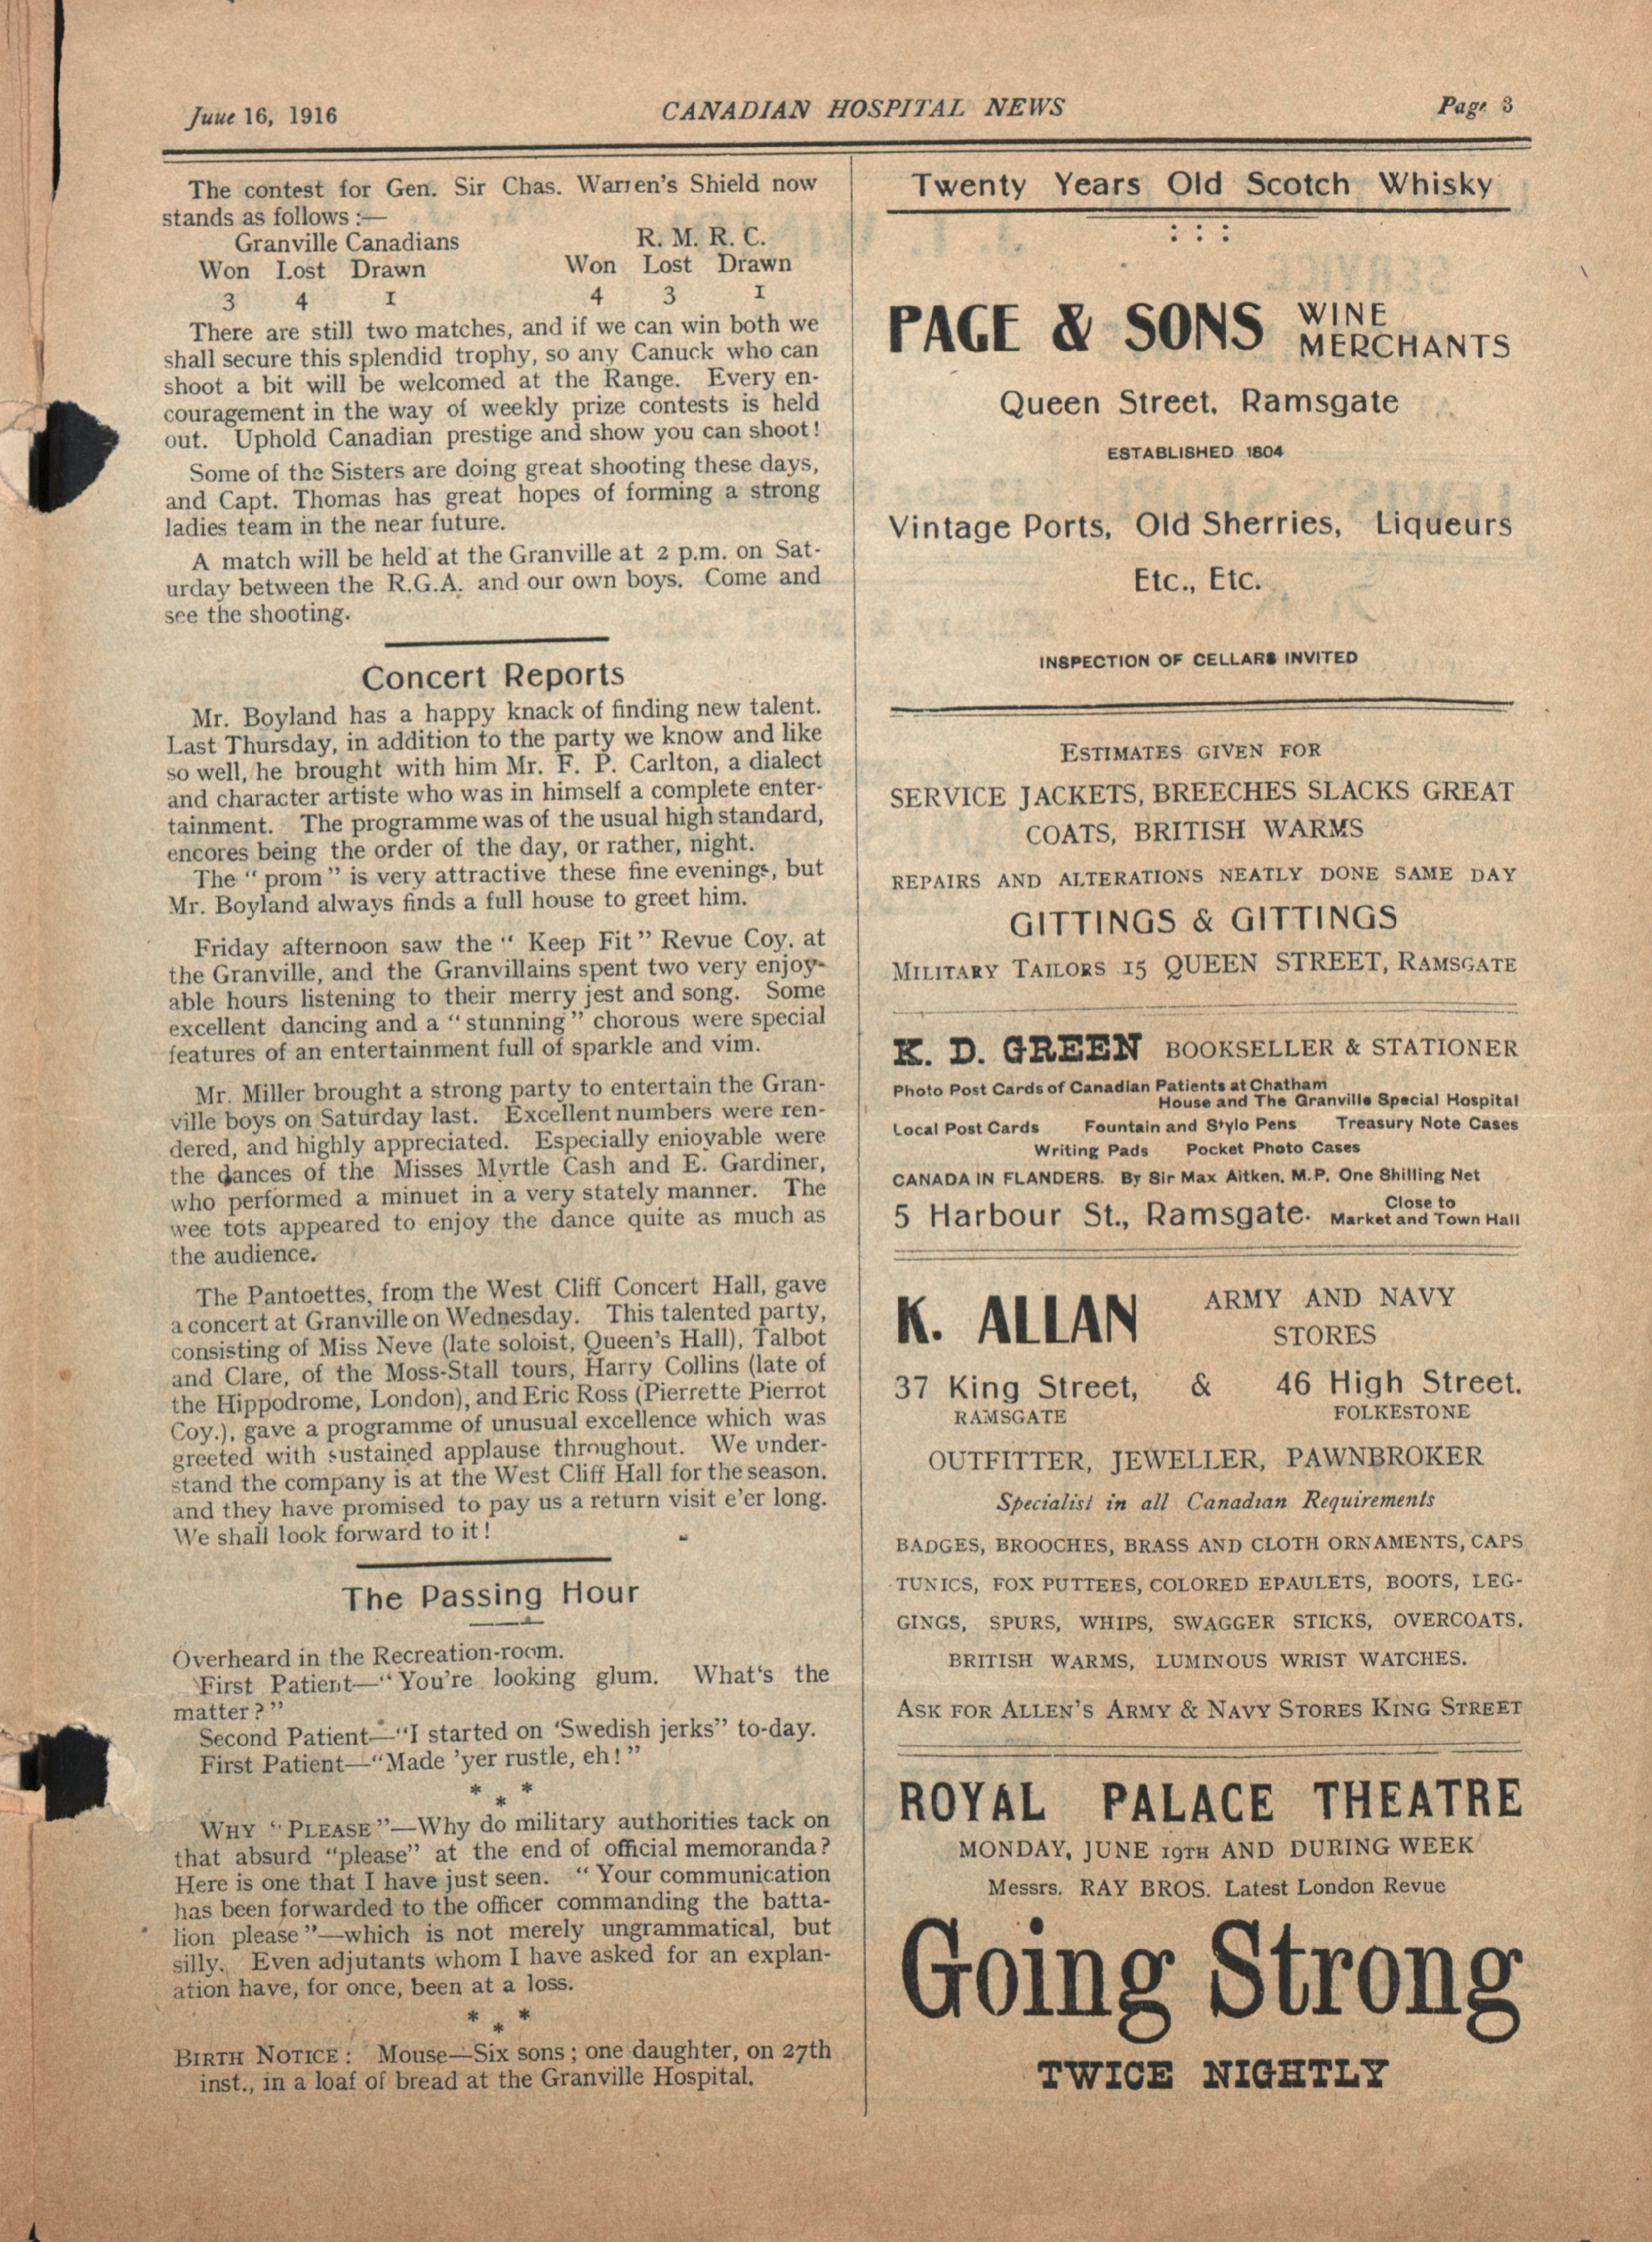 June 16, 1916
CANADIAN HOSPITAL NEWS
Page 3
The contest for Gen. Sir Chas. Warren's Shield now
stands as follows :—
Granville Canadians R. M. R. C.
Won Lost Drawn Won Lost Drawn
3 4 1 4 3 1
There are still two matches, and if we can win both we
shall secure this splendid trophy, so any Canuck who can
shoot a bit will be welcomed at the Range. Every en-
couragement in the way of weekly prize contests is held
out. Uphold Canadian prestige and show you can shoot!
Some of the Sisters are doing great shooting these days,
and Capt. Thomas has great hopes of forming a strong
ladies team in the near future.
A match will be held at the Granville at 2 p.m. on Sat-
urday between the R.G.A. and our own boys. Come and
see the shooting.
Concert Reports
Mr. Boyland has a happy knack of finding new talent.
Last Thursday, in addition to the party we know and like
so well, he brought with him Mr. F. P. Carlton, a dialect
and character artiste who was in himself a complete enter-
tainment. The programme was of the usual high standard,
encores being the order of the day, or rather, night.
The "prom" is very attractive these fine evenings, but
Mr. Boyland always finds a full house to greet him.
Friday afternoon saw the "Keep Fit" Revue Coy. at
the Granville, and the Granvillains spent two very enjoy-
able hours listening to their merry jest and song. Some
excellent dancing and a "stunning" chorous were special
features of an entertainment full of sparkle and vim.
Mr. Miller brought a strong party to entertain the Gran-
ville boys on Saturday last. Excellent numbers were ren-
dered, and highly appreciated. Especially enjoyable were
the dances of the Misses Myrtle Cash and E. Gardiner,
who performed a minuet in a very stately manner. The
wee tots appeared to enjoy the dance quite as much as
the audience.
The Pantoettes, from the West Cliff Concert Hall, gave
a concert at Granville on Wednesday. This talented party,
consisting of Miss Neve (late soloist, Queen's Hall), Talbot
and Clare, of the Moss-Stall tours, Harry Collins (late of
the Hippodrome, London), and Eric Ross (Pierrette Pierrot
Coy.), gave a programme of unusual excellence which was
greeted with sustained applause throughout. We under-
stand the company is at the West Cliff Hall for the season,
and they have promised to pay us a return visit e'er long.
We shall look forward to it!
The Passing Hour
Overheard in the Recreation-room.
First Patient—"You're looking glum. What's the
matter?"
Second Patient—"I started on 'Swedish jerks" to-day.
First Patient—"Made 'yer rustle, eh!"
* * *
WHY "PLEASE"—Why do military authorities tack on
that absurd "please" at the end of official memoranda?
Here is one that I have just seen. "Your communication
has been forwarded to the officer commanding the batta-
lion please"—which is not merely ungrammatical, but
silly. Even adjutants whom I have asked for an explan-
ation have, for once, been at a loss.
* * *
BIRTH NOTICE: Mouse—Six sons; one daughter, on 27th
inst., in a loaf of bread at the Granville Hospital.
Twenty Years Old Scotch Whisky
: : :
PAGE & SONS WINE
MERCHANTS
Queen Street, Ramsgate
ESTABLISHED 1804
Vintage Ports, Old Sherries, Liqueurs
Etc., Etc.
INSPECTION OF CELLARS INVITED
ESTIMATES GIVEN FOR
SERVICE JACKETS, BREECHES SLACKS GREAT
COATS, BRITISH WARMS
REPAIRS AND ALTERATIONS NEATLY DONE SAME DAY
GITTINGS & GITTINGS
MILITARY TAILORS 15 QUEEN STREET, RAMSGATE
K. D. GREEN BOOKSELLER & STATIONER
Photo Post Cards of Canadian Patients at Chatham
House and The Granville Special Hospital
Local Post Cards Fountain and Stylo Pens Treasury Note Cases
Writing Pads Pocket Photo Cases
CANADA IN FLANDERS. By Sir Max Aitken, M.P. One Shilling Net
5 Harbour St., Ramsgate. Close to
Market and Town Hall
K. ALLAN ARMY AND NAVY
STORES
37 King Street, & 46 High Street.
RAMSGATE FOLKESTONE
OUTFITTER, JEWELLER, PAWNBROKER
Specialist in all Canadian Requirements
BADGES, BROOCHES, BRASS AND CLOTH ORNAMENTS, CAPS
TUNICS, FOX PUTTEES, COLORED EPAULETS, BOOTS, LEG-
GINGS, SPURS, WHIPS, SWAGGER STICKS, OVERCOATS,
BRITISH WARMS, LUMINOUS WRIST WATCHES.
ASK FOR ALLEN'S ARMY & NAVY STORES KING STREET
ROYAL PALACE THEATRE
MONDAY, JUNE 19TH AND DURING WEEK
Messrs. RAY BROS. Latest London Revue
Going Strong
TWICE NIGHTLY